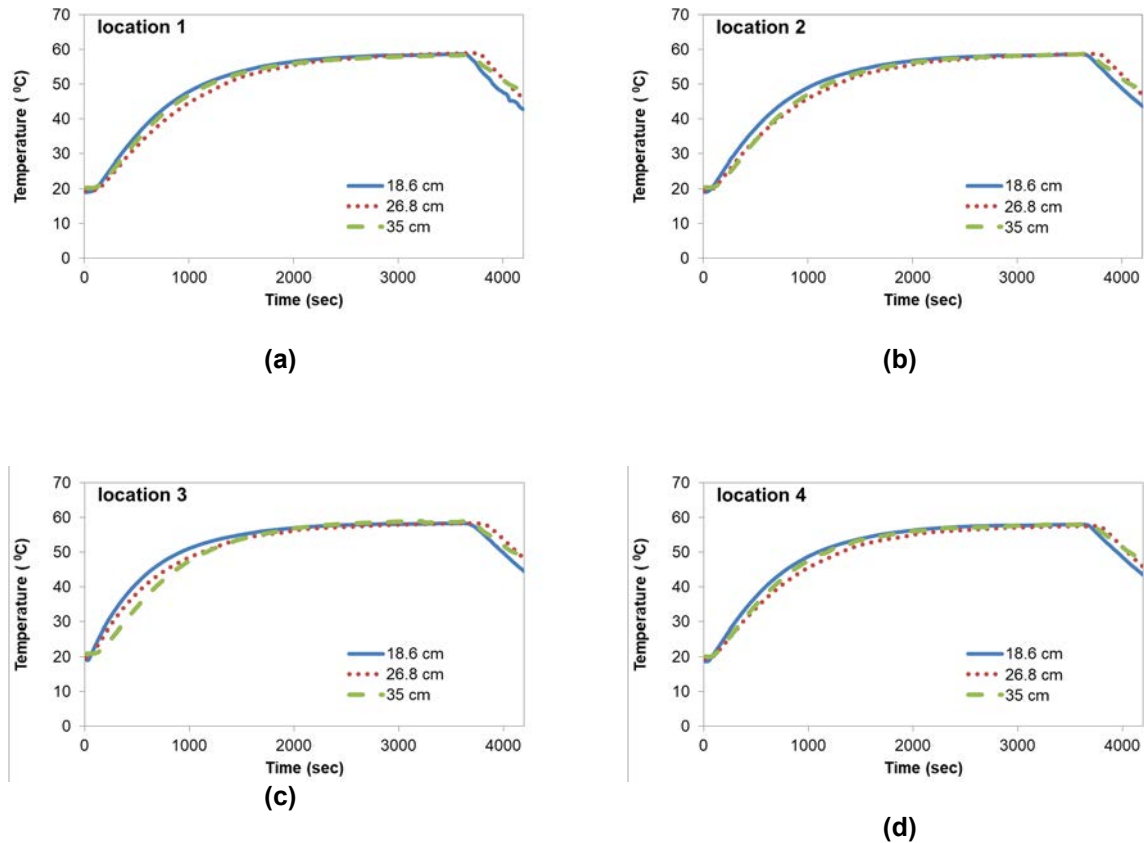 location 1
Temperature ( ⁰C)
70
60
50
40
30
20
10
0
0 1000 2000 3000 4000
Time (sec)
18.6 cm
26.8 cm
35 cm
(a)
location 2
Temperature ( ⁰C)
70
60
50
40
30
20
10
0
0 1000 2000 3000 4000
Time (sec)
18.6 cm
26.8 cm
35 cm
(b)
location 3
Temperature ( ⁰C)
70
60
50
40
30
20
10
0
0 1000 2000 3000 4000
Time (sec)
18.6 cm
26.8 cm
35 cm
(c)
location 4
Temperature ( ⁰C)
70
60
50
40
30
20
10
0
0 1000 2000 3000 4000
Time (sec)
18.6 cm
26.8 cm
35 cm
(d)